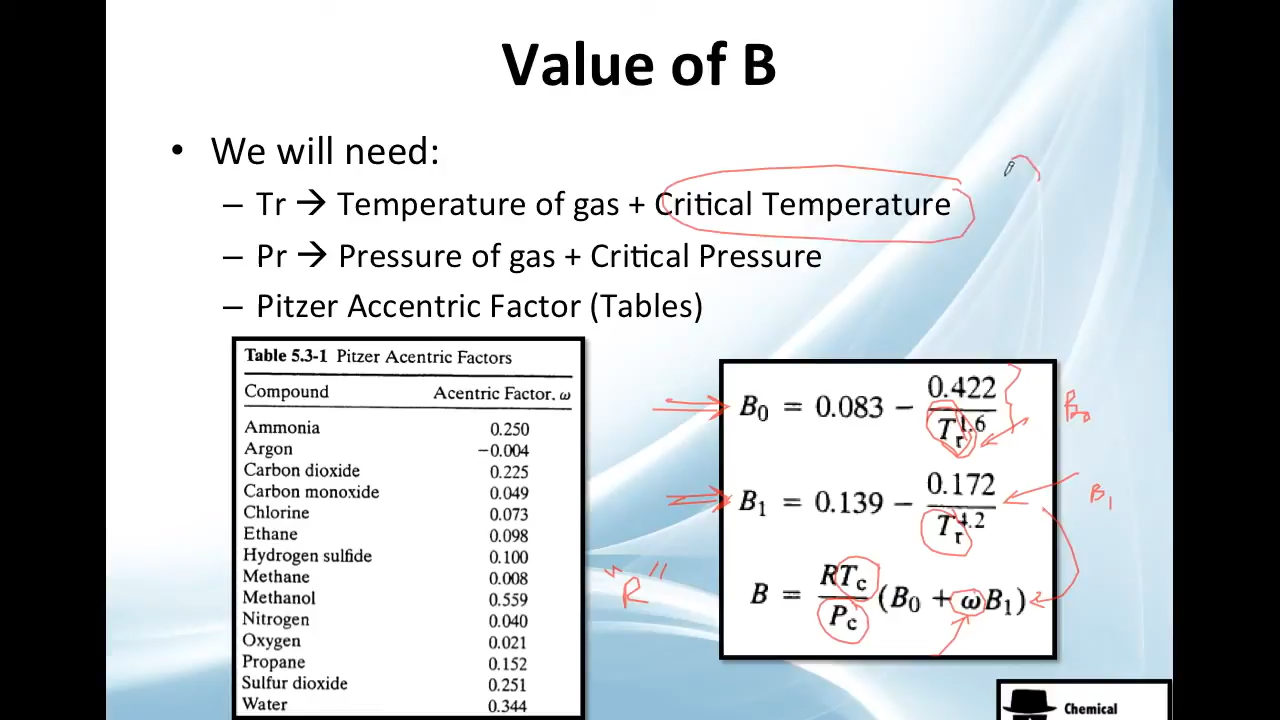 Value of B
• We will need:
– Tr → Temperature of gas + Critical Temperature
– Pr → Pressure of gas + Critical Pressure
– Pitzer Accentric Factor (Tables)
Table 5.3-1 Pitzer Acentric Factors
Compound Acentric Factor, ω
Ammonia 0.250
Argon −0.004
Carbon dioxide 0.225
Carbon monoxide 0.049
Chlorine 0.073
Ethane 0.098
Hydrogen sulfide 0.100
Methane 0.008
Methanol 0.559
Nitrogen 0.040
Oxygen 0.021
Propane 0.152
Sulfur dioxide 0.251
Water 0.344
"R"
B₀ = 0.083 − 0.422 / Tᵣ^1.6
B₀
B₁ = 0.139 − 0.172 / Tᵣ^4.2
B₁
B = RT_c / P_c (B₀ + ωB₁)
Chemical